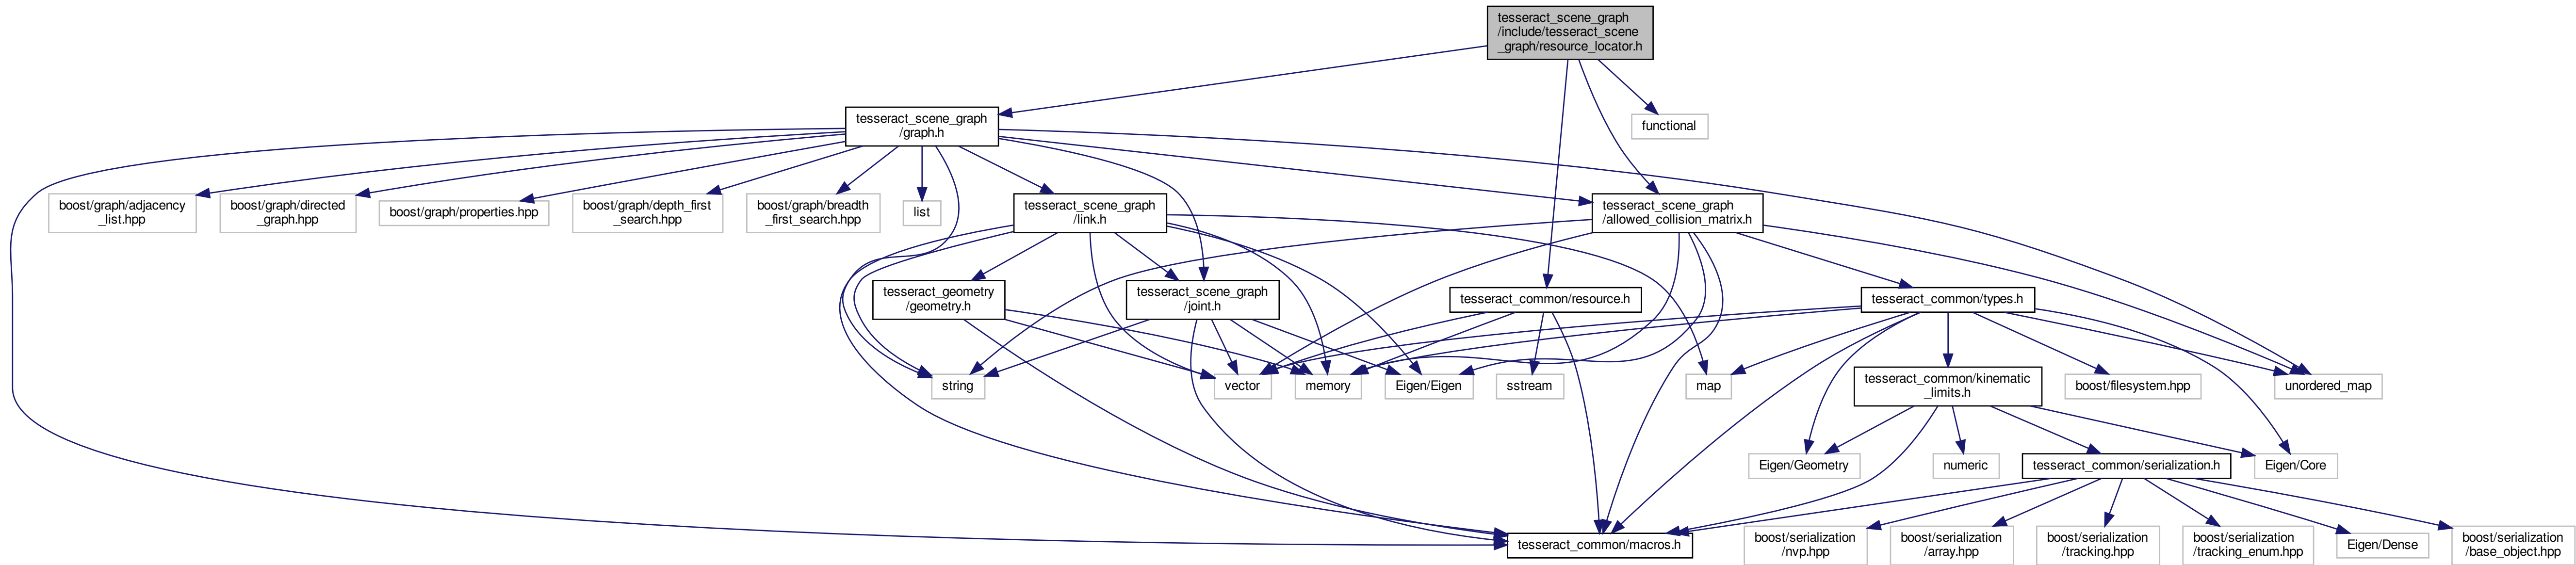 tesseract_scene_graph
/include/tesseract_scene
_graph/resource_locator.h
tesseract_scene_graph
/graph.h
functional
boost/graph/adjacency
_list.hpp
boost/graph/directed
_graph.hpp
boost/graph/properties.hpp
boost/graph/depth_first
_search.hpp
boost/graph/breadth
_first_search.hpp
list
tesseract_scene_graph
/link.h
tesseract_scene_graph
/allowed_collision_matrix.h
tesseract_geometry
/geometry.h
tesseract_scene_graph
/joint.h
tesseract_common/resource.h
tesseract_common/types.h
string
vector
memory
Eigen/Eigen
sstream
map
tesseract_common/kinematic
_limits.h
boost/filesystem.hpp
unordered_map
Eigen/Geometry
numeric
tesseract_common/serialization.h
Eigen/Core
tesseract_common/macros.h
boost/serialization
/nvp.hpp
boost/serialization
/array.hpp
boost/serialization
/tracking.hpp
boost/serialization
/tracking_enum.hpp
Eigen/Dense
boost/serialization
/base_object.hpp